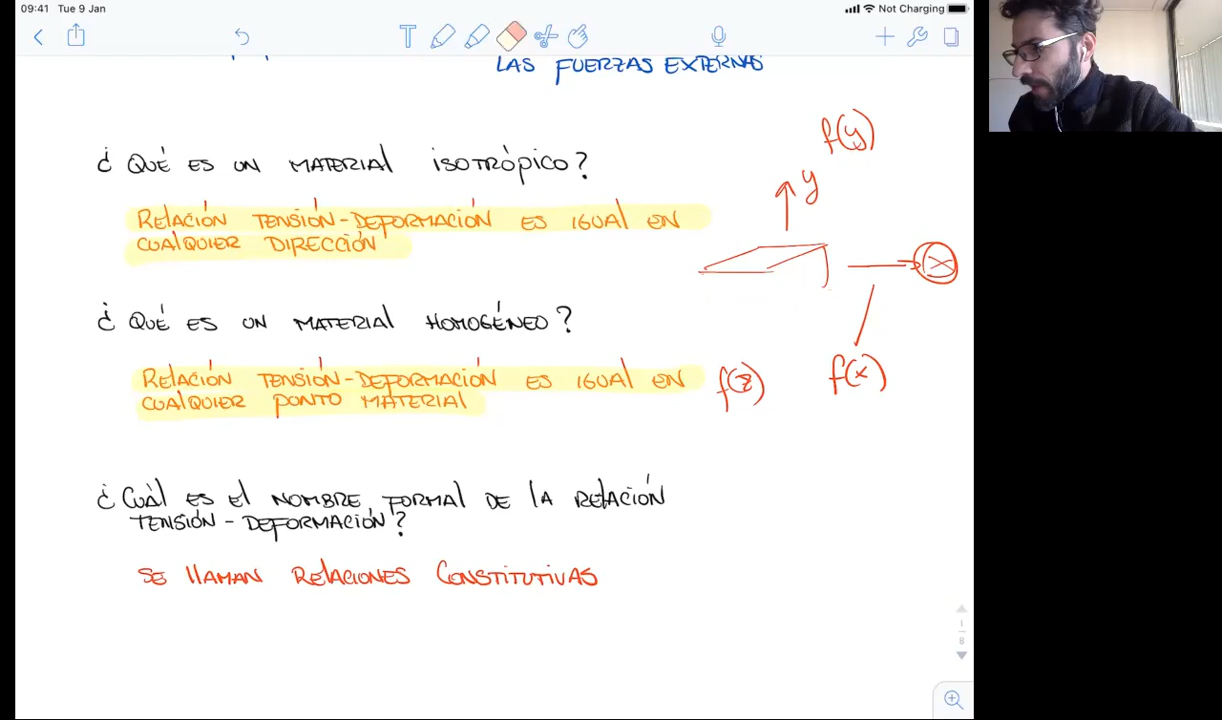 09:41 Tue 9 Jan
Not Charging
T
LAS FUERZAS EXTERNAS
¿QUÉ ES UN MATERIAL ISOTRÓPICO?
f(y)
y
RELACIÓN TENSIÓN-DEFORMACIÓN ES IGUAL EN
CUALQUIER DIRECCIÓN
x
¿QUÉ ES UN MATERIAL HOMOGÉNEO?
RELACIÓN TENSIÓN-DEFORMACIÓN ES IGUAL EN
CUALQUIER PUNTO MATERIAL
f(z)
f(x)
¿CUÁL ES EL NOMBRE FORMAL DE LA RELACIÓN
TENSIÓN-DEFORMACIÓN?
SE LLAMAN RELACIONES CONSTITUTIVAS
1
8